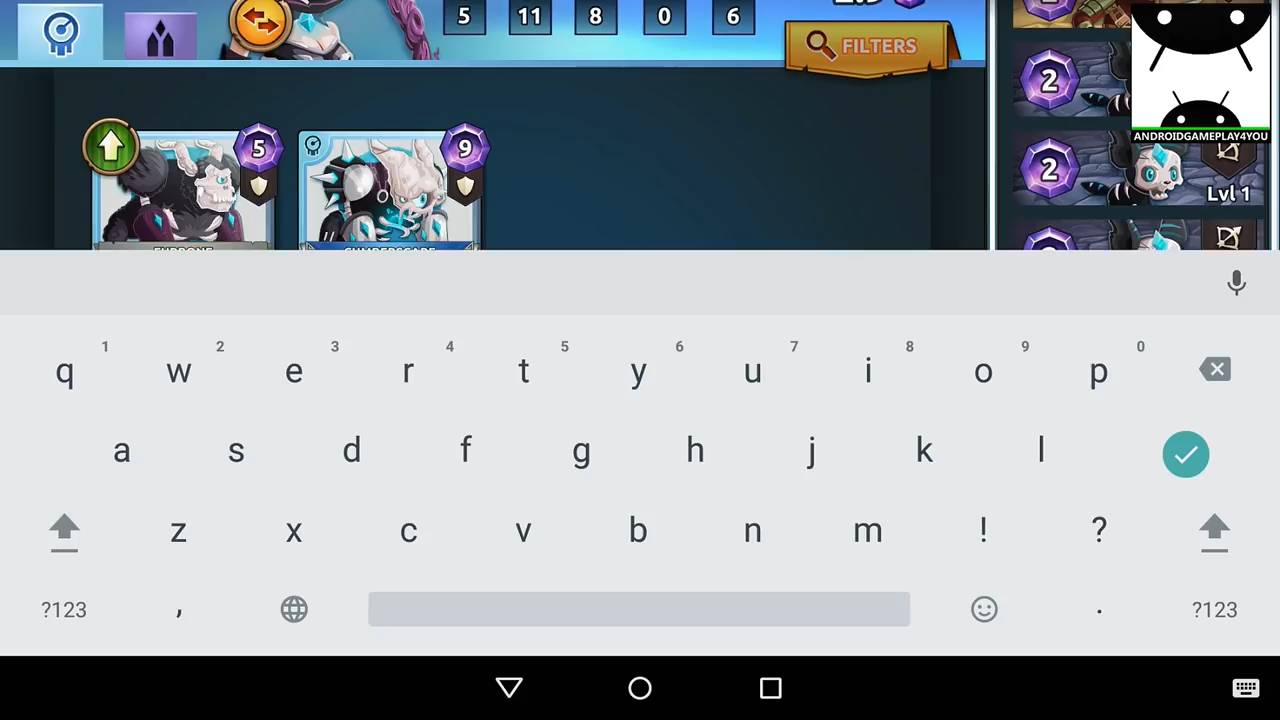 5 11 8 0 6
FILTERS
5 9
2
2
Lvl 1
ANDROIDGAMEPLAY4YOU
1 2 3 4 5 6 7 8 9 0
q w e r t y u i o p
a s d f g h j k l
z x c v b n m ! ?
?123 , . ?123